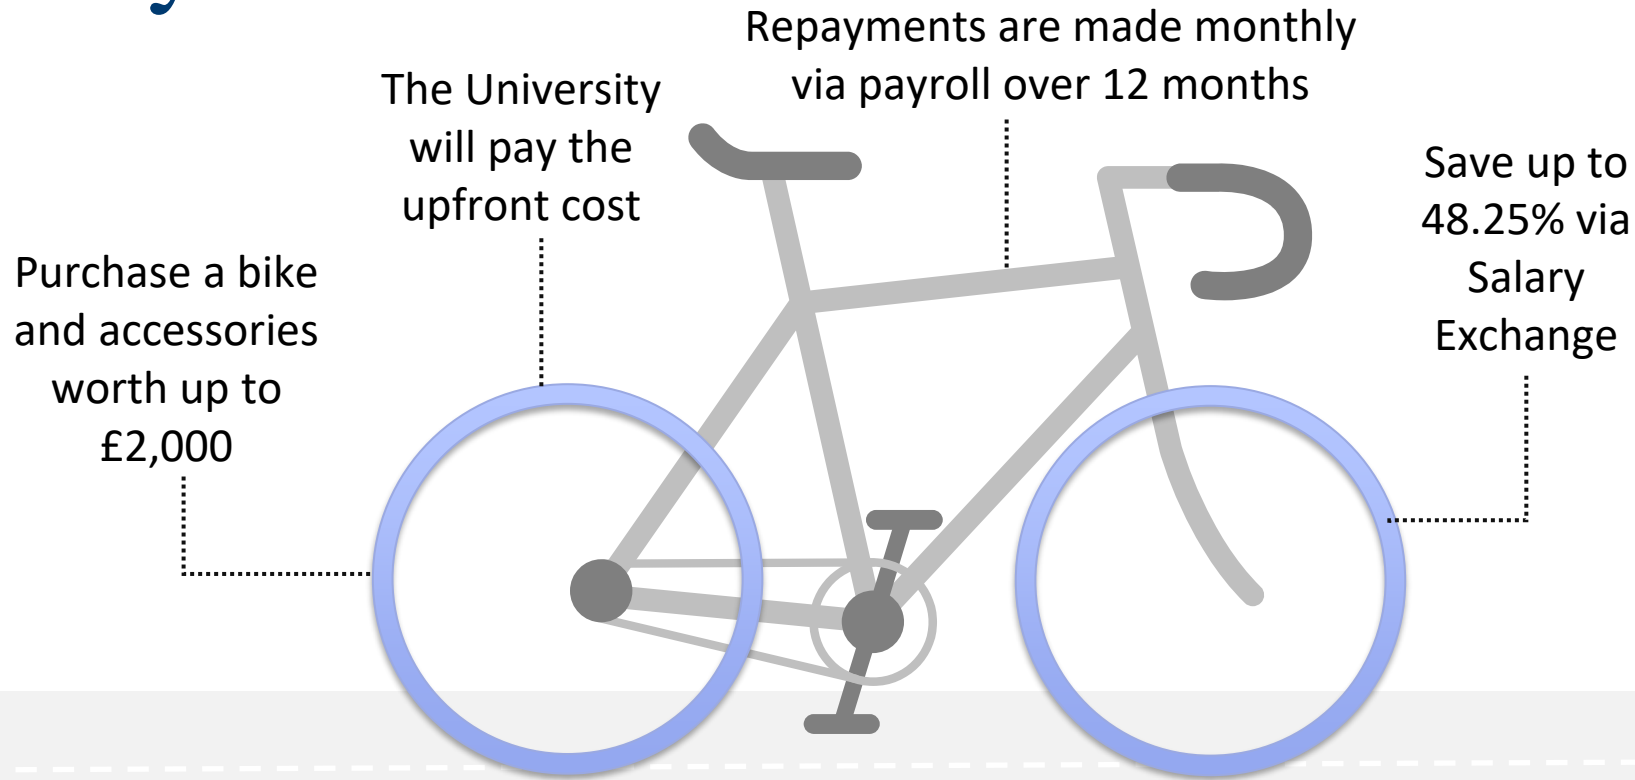 Repayments are made monthly
via payroll over 12 months
The University
will pay the
upfront cost
Save up to
48.25% via
Salary
Exchange
Purchase a bike
and accessories
worth up to
£2,000